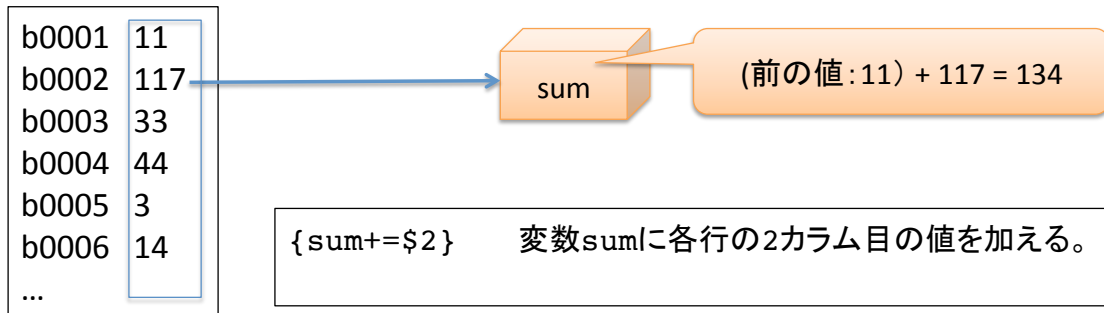 b0001 11
b0002 117
b0003 33
b0004 44
b0005 3
b0006 14
...
sum
(前の値：11）+ 117 = 134
{sum+=$2} 変数sumに各行の2カラム目の値を加える。